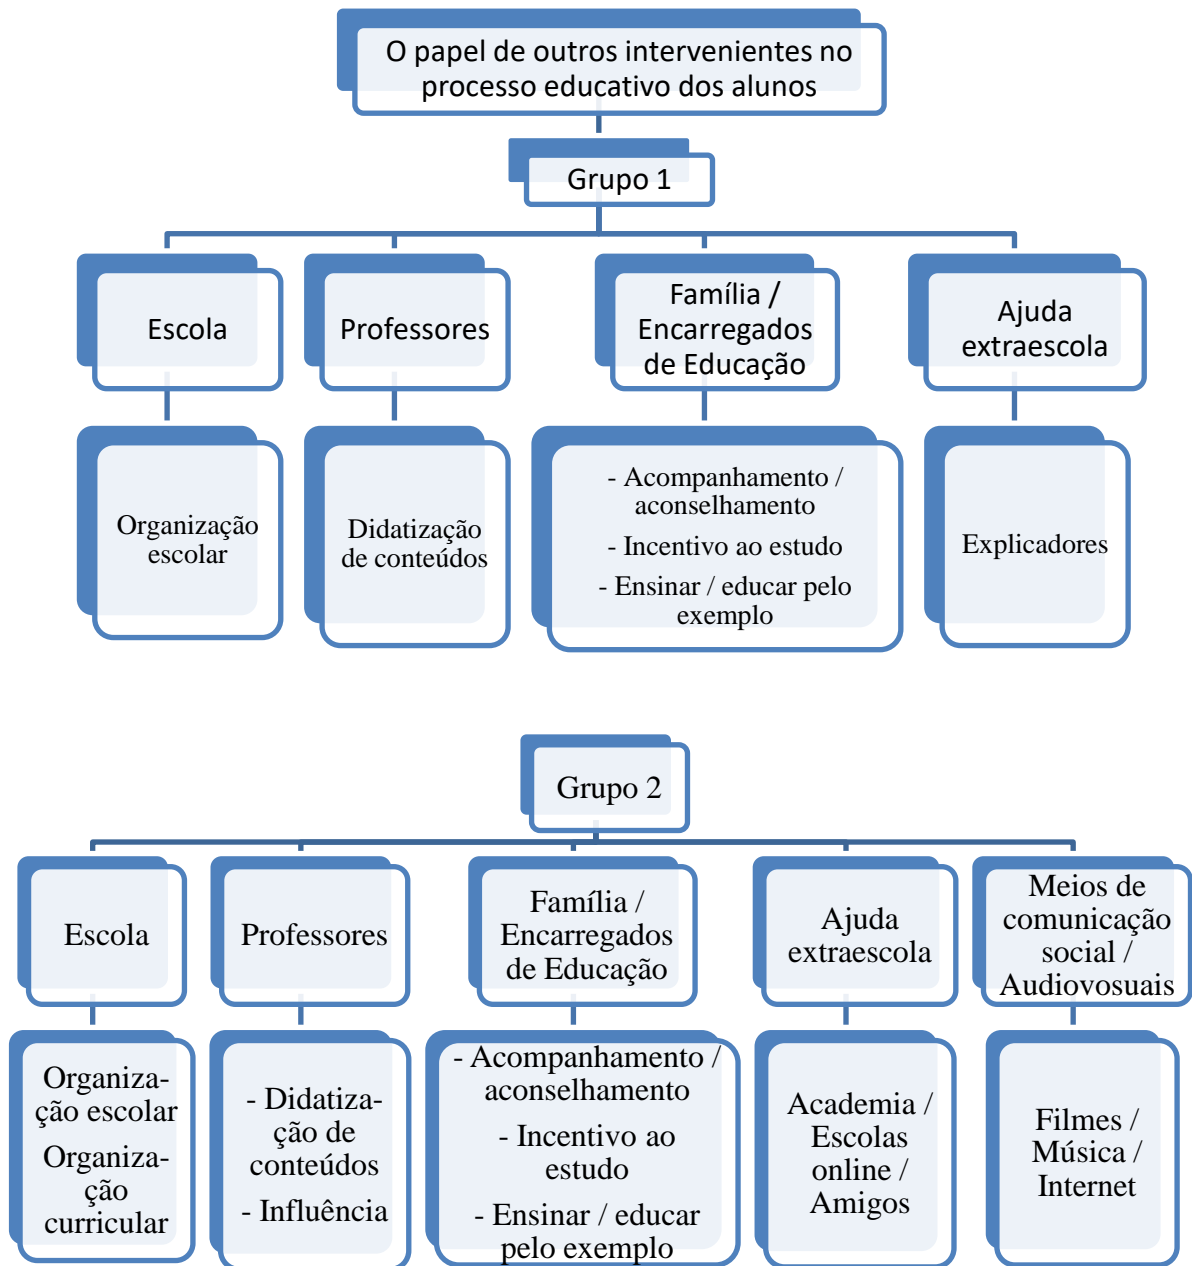 O papel de outros intervenientes no
processo educativo dos alunos
Grupo 1
Escola
Professores
Família /
Encarregados
de Educação
Ajuda
extraescola
Organização
escolar
Didatização
de conteúdos
- Acompanhamento /
aconselhamento
- Incentivo ao estudo
- Ensinar / educar pelo
exemplo
Explicadores
Grupo 2
Escola
Professores
Família /
Encarregados
de Educação
Ajuda
extraescola
Meios de
comunicação
social /
Audiovosuais
Organiza-
ção escolar
Organiza-
ção
curricular
- Didatiza-
ção de
conteúdos
- Influência
- Acompanhamento /
aconselhamento
- Incentivo ao
estudo
- Ensinar / educar
pelo exemplo
Academia /
Escolas
online /
Amigos
Filmes /
Música /
Internet